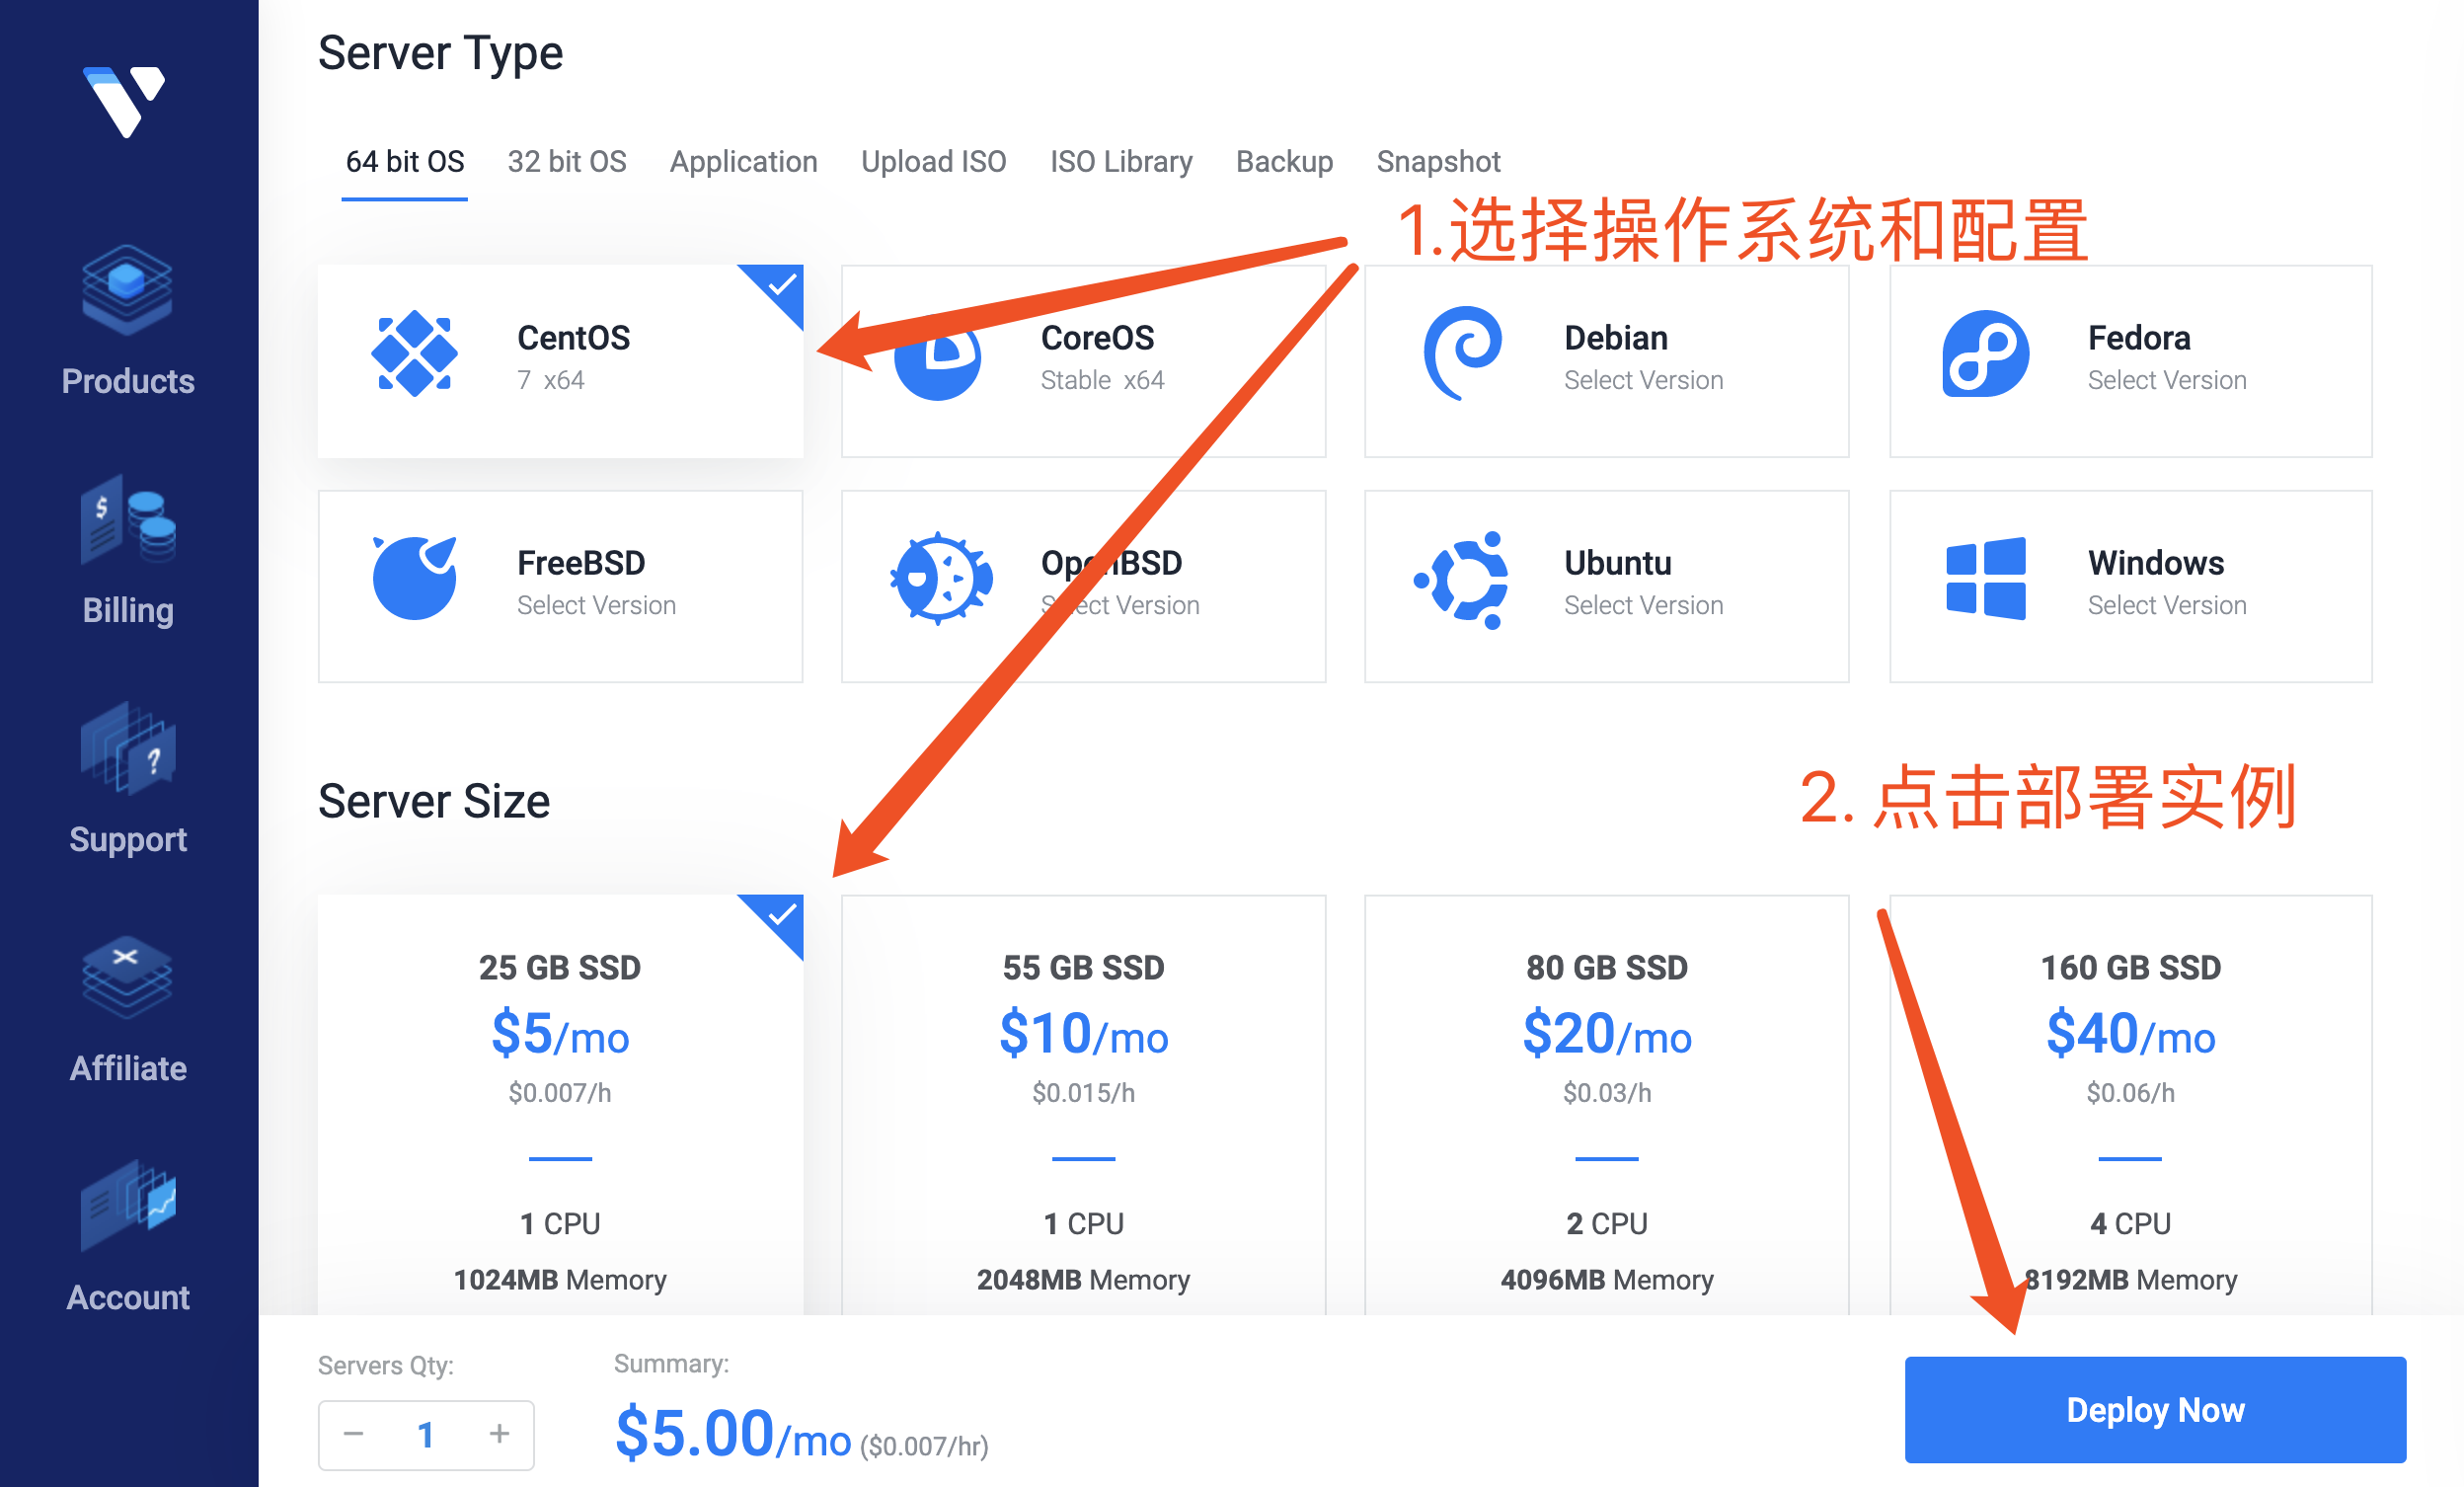 Server Type
64 bit OS 32 bit OS Application Upload ISO ISO Library Backup Snapshot
1.选择操作系统和配置
CentOS
7 x64
CoreOS
Stable x64
Debian
Select Version
Fedora
Select Version
FreeBSD
Select Version
OpenBSD
Select Version
Ubuntu
Select Version
Windows
Select Version
Products
Billing
Support
Affiliate
Account
2. 点击部署实例
Server Size
25 GB SSD
$5/mo
$0.007/h
1 CPU
1024MB Memory
55 GB SSD
$10/mo
$0.015/h
1 CPU
2048MB Memory
80 GB SSD
$20/mo
$0.03/h
2 CPU
4096MB Memory
160 GB SSD
$40/mo
$0.06/h
4 CPU
8192MB Memory
Servers Qty:
− 1 +
Summary:
$5.00/mo ($0.007/hr)
Deploy Now